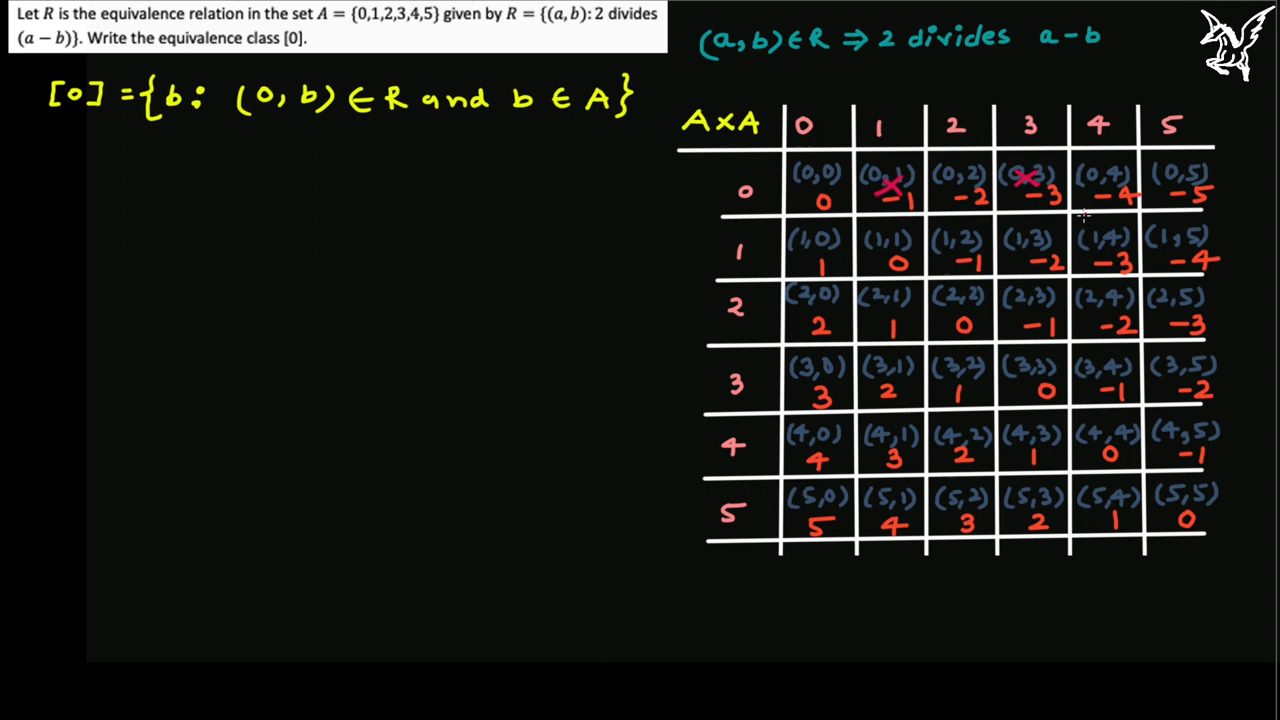 Let R is the equivalence relation in the set A = {0,1,2,3,4,5} given by R = {(a, b): 2 divides
(a − b)}. Write the equivalence class [0].
(a, b) ∈ R ⇒ 2 divides a - b
[0] = {b : (0, b) ∈ R and b ∈ A}
A × A 0 1 2 3 4 5
0 (0,0) (0,1) (0,2) (0,3) (0,4) (0,5)
0 -1 -2 -3 -4 -5
1 (1,0) (1,1) (1,2) (1,3) (1,4) (1,5)
1 0 -1 -2 -3 -4
2 (2,0) (2,1) (2,2) (2,3) (2,4) (2,5)
2 1 0 -1 -2 -3
3 (3,0) (3,1) (3,2) (3,3) (3,4) (3,5)
3 2 1 0 -1 -2
4 (4,0) (4,1) (4,2) (4,3) (4,4) (4,5)
4 3 2 1 0 -1
5 (5,0) (5,1) (5,2) (5,3) (5,4) (5,5)
5 4 3 2 1 0